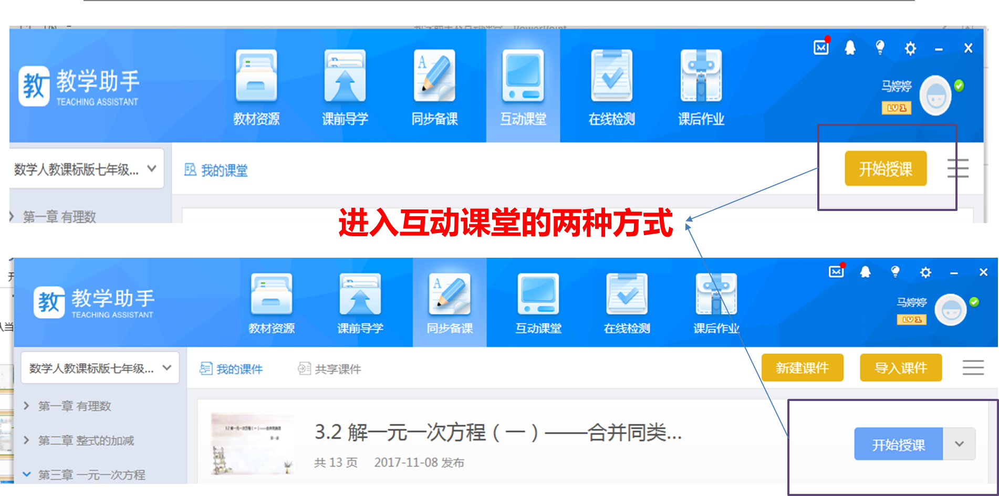 教
教学助手
TEACHING ASSISTANT
教材资源
课前导学
同步备课
互动课堂
在线检测
课后作业
马婷婷
LV 1
数学人教课标版七年级...
我的课堂
开始授课
第一章 有理数
进入互动课堂的两种方式
教
教学助手
TEACHING ASSISTANT
教材资源
课前导学
同步备课
互动课堂
在线检测
课后作业
马婷婷
LV 1
数学人教课标版七年级...
我的课件
共享课件
新建课件
导入课件
第一章 有理数
第二章 整式的加减
第三章 一元一次方程
3.2 解一元一次方程（一）——合并同类...
共 13 页 2017-11-08 发布
开始授课